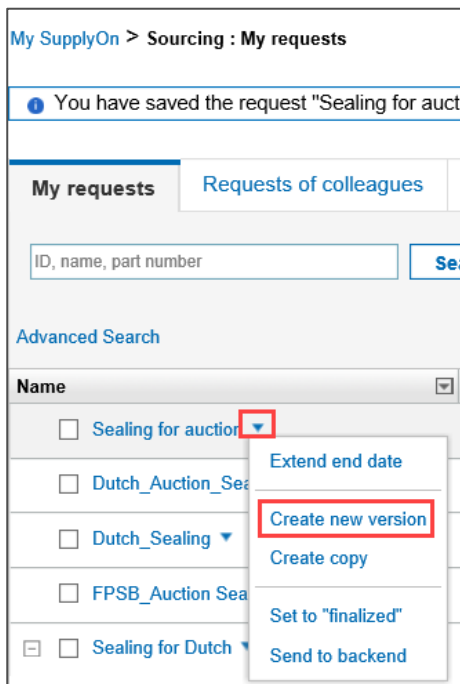 My SupplyOn > Sourcing : My requests
You have saved the request "Sealing for auct
My requests
Requests of colleagues
ID, name, part number
Sea
Advanced Search
Name
Sealing for auction
Extend end date
Dutch_Auction_Sea
Create new version
Dutch_Sealing
Create copy
FPSB_Auction Sea
Set to "finalized"
Sealing for Dutch
Send to backend